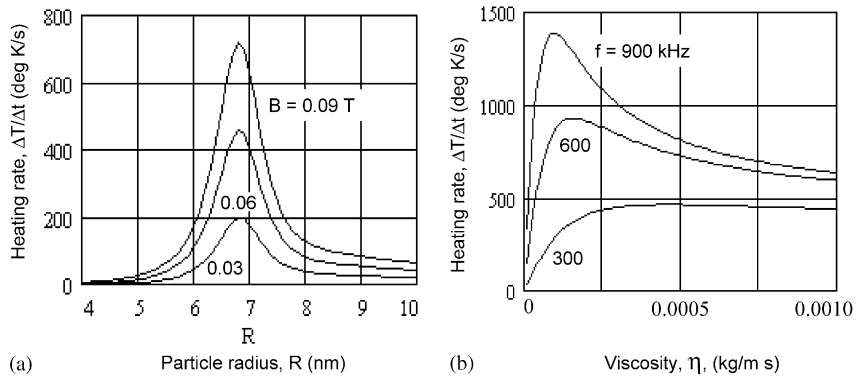 Heating rate, ΔT/Δt (deg K/s)
800
600
400
200
0
B = 0.09 T
0.06
0.03
4 5 6 7 8 9 10
R
(a) Particle radius, R (nm)
Heating rate, ΔT/Δt (deg K/s)
1500
1000
500
0
f = 900 kHz
600
300
0 0.0005 0.0010
(b) Viscosity, η, (kg/m s)